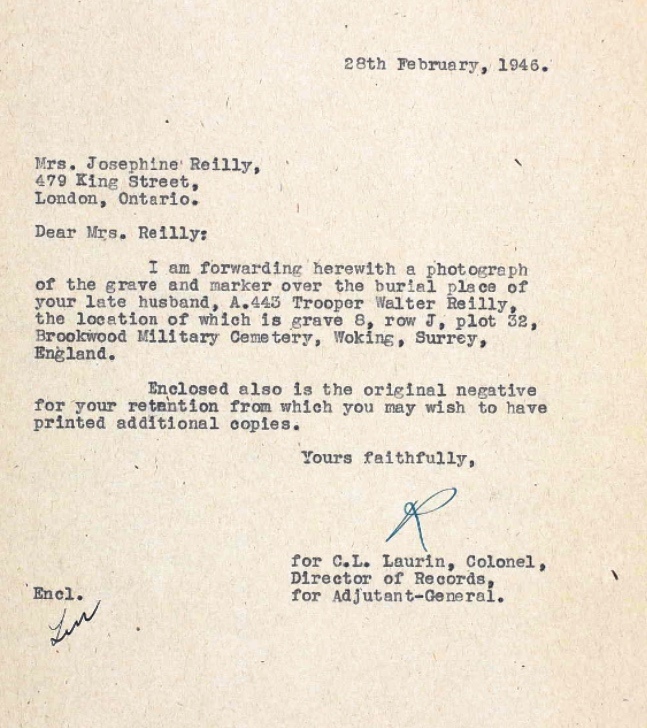 28th February, 1946.
Mrs. Josephine Reilly,
479 King Street,
London, Ontario.
Dear Mrs. Reilly:
I am forwarding herewith a photograph
of the grave and marker over the burial place of
your late husband, A.443 Trooper Walter Reilly,
the location of which is grave 8, row J, plot 32,
Brookwood Military Cemetery, Woking, Surrey,
England.
Enclosed also is the original negative
for your retention from which you may wish to have
printed additional copies.
Yours faithfully,
for C.L. Laurin, Colonel,
Director of Records,
for Adjutant-General.
Encl.